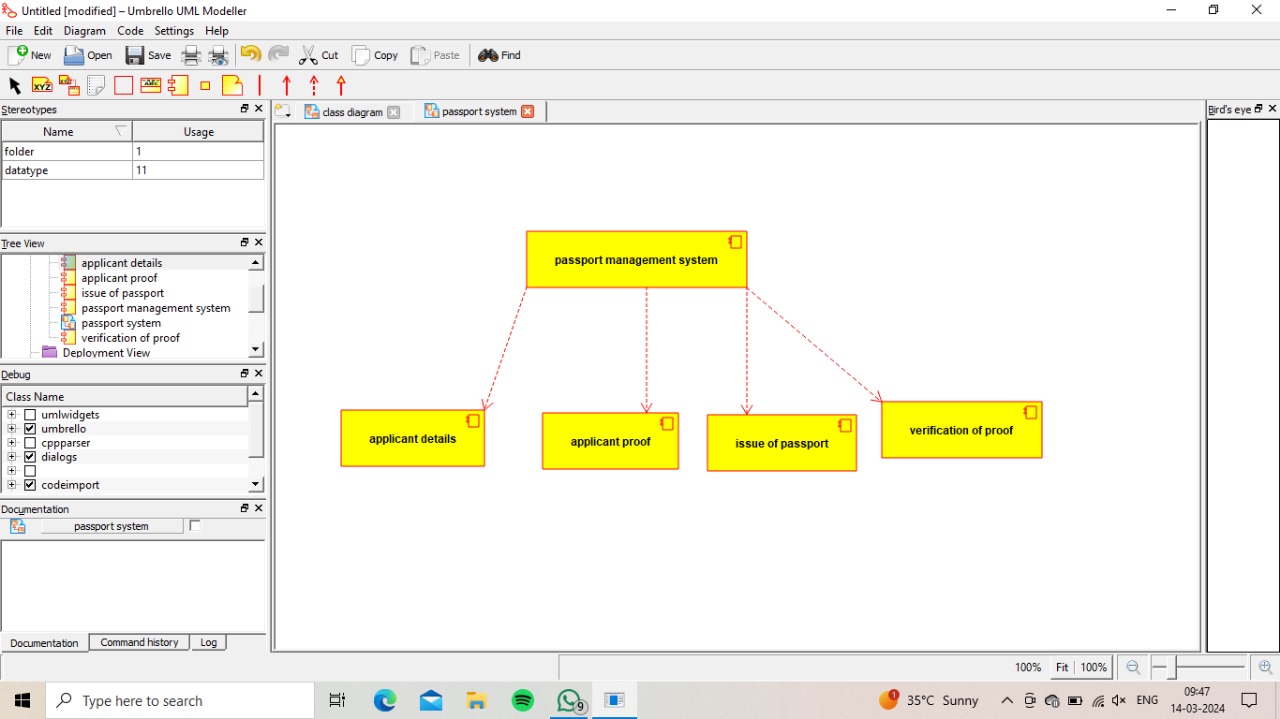 Untitled [modified] – Umbrello UML Modeller
File Edit Diagram Code Settings Help
New Open Save Cut Copy Paste Find
XYZ
ABC
Stereotypes
class diagram
passport system
Bird's eye
Name Usage
folder 1
datatype 11
Tree View
applicant details
applicant proof
issue of passport
passport management system
passport system
verification of proof
Deployment View
Debug
Class Name
umlwidgets
umbrello
cppparser
dialogs
codeimport
Documentation
passport system
Documentation Command history Log
passport management system
applicant details
applicant proof
issue of passport
verification of proof
100% Fit 100%
Type here to search
9
1
35°C Sunny
ENG
09:47
14-03-2024